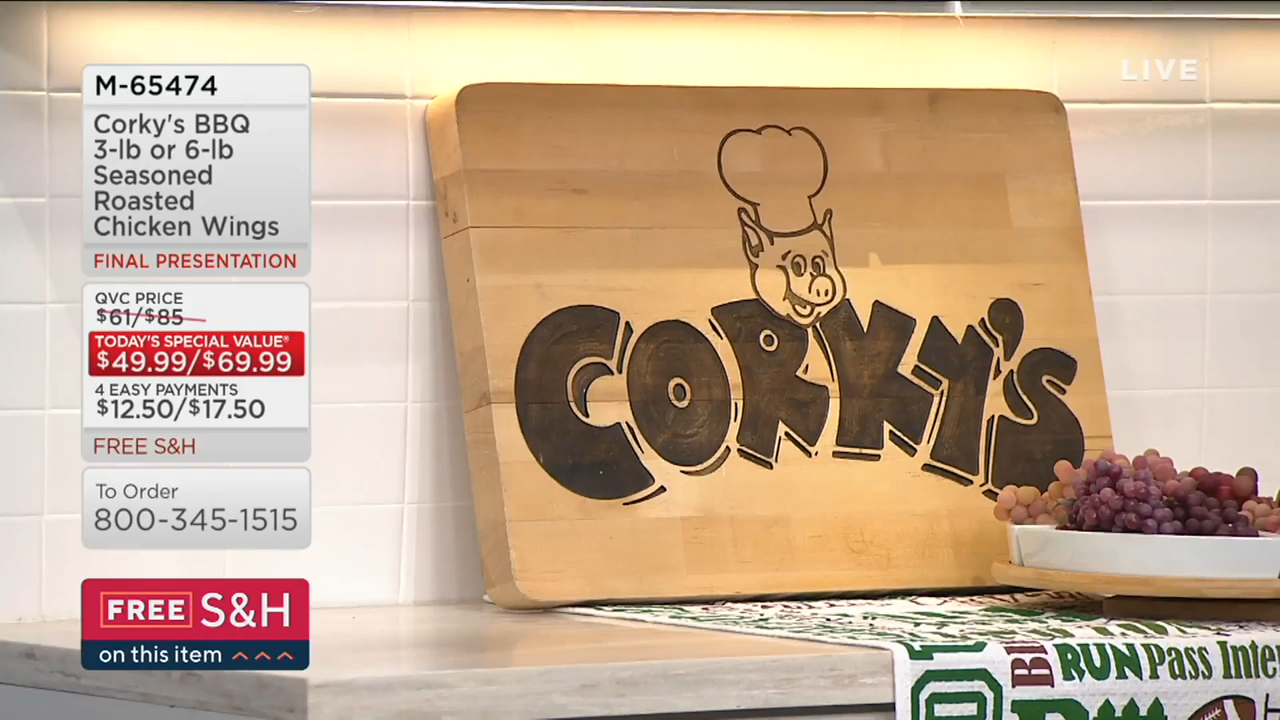 M-65474
Corky's BBQ
3-lb or 6-lb
Seasoned
Roasted
Chicken Wings
FINAL PRESENTATION
QVC PRICE
$61/$85
TODAY'S SPECIAL VALUE®
$49.99/$69.99
4 EASY PAYMENTS
$12.50/$17.50
FREE S&H
To Order
800-345-1515
FREE S&H
on this item
LIVE
CORKY'S
RUN Pass